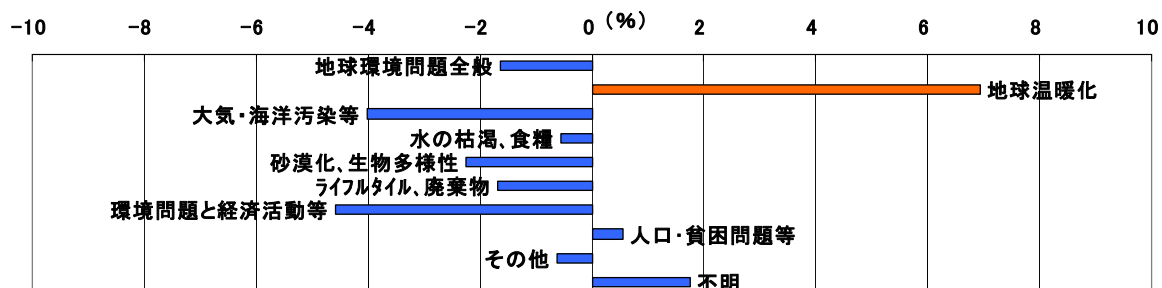 -10 -8 -6 -4 -2 0 (%) 2 4 6 8 10
地球環境問題全般
地球温暖化
大気・海洋汚染等
水の枯渇、食糧
砂漠化、生物多様性
ﾗｲﾌﾙﾀｲﾙ、廃棄物
環境問題と経済活動等
人口・貧困問題等
その他
不明